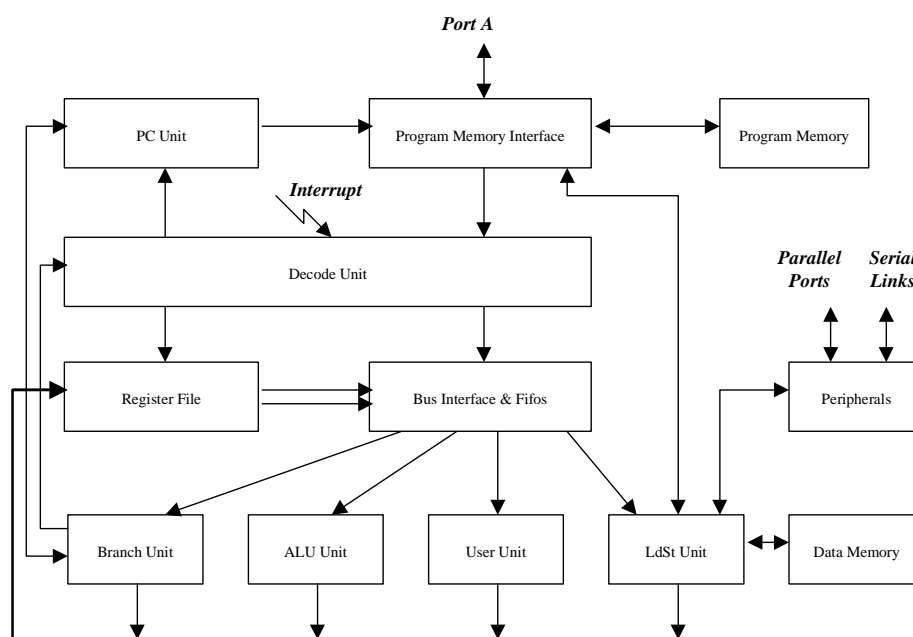 Port A
PC Unit
Program Memory Interface
Program Memory
Interrupt
Decode Unit
Parallel
Ports
Serial
Links
Register File
Bus Interface & Fifos
Peripherals
Branch Unit
ALU Unit
User Unit
LdSt Unit
Data Memory